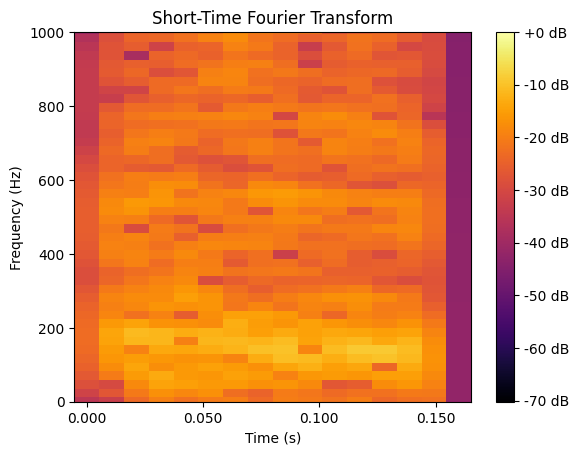 Short-Time Fourier Transform
Frequency (Hz)
1000
800
600
400
200
0
0.000
0.050
0.100
0.150
Time (s)
+0 dB
-10 dB
-20 dB
-30 dB
-40 dB
-50 dB
-60 dB
-70 dB